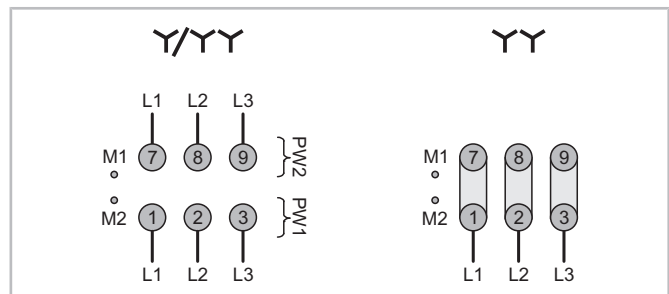 Y/YY
YY
L1 L2 L3
M1 7 8 9 PW2
M2 1 2 3 PW1
L1 L2 L3
M1 7 8 9
M2 1 2 3
L1 L2 L3